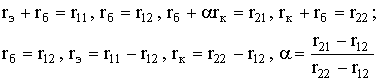 rэ + rб = r11, rб = r12, rб + αrк = r21, rк + rб = r22;
rб = r12, rэ = r11 − r12, rк = r22 − r12, α = (r21 − r12) / (r22 − r12)